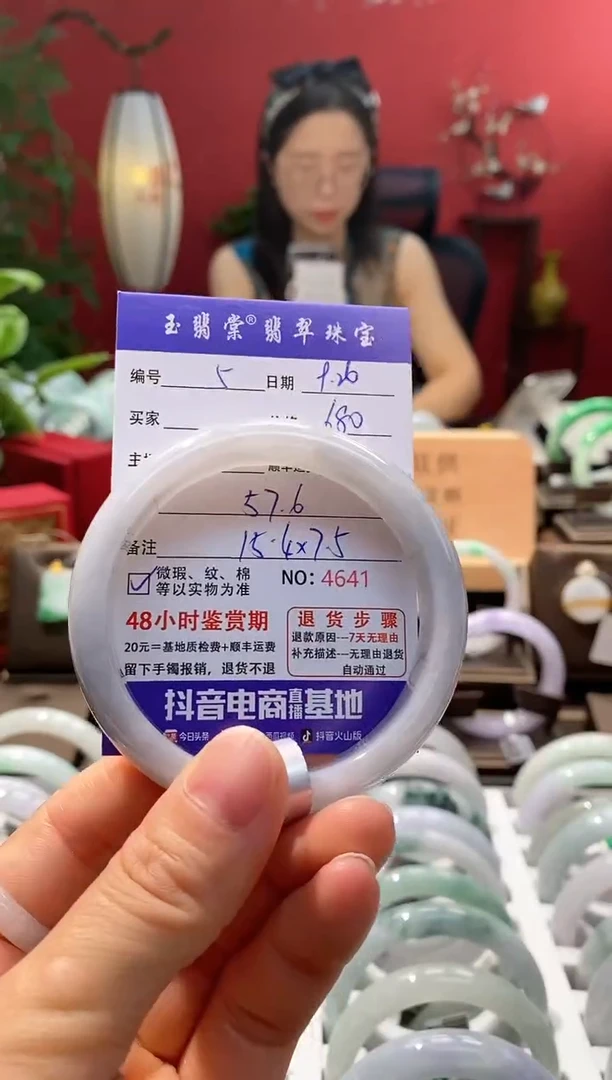 玉翡棠®翡翠珠宝
编号 5 日期 1.26
买家 680
57.6
备注 15.4x7.5
微瑕、纹、棉
等以实物为准
NO: 4641
48小时鉴赏期
20元=基地质检费+顺丰运费
留下手镯报销，退货不退
退货步骤
退款原因---7天无理由
补充描述---无理由退货
自动通过
抖音电商直播基地
今日头条 西瓜视频 抖音火山版